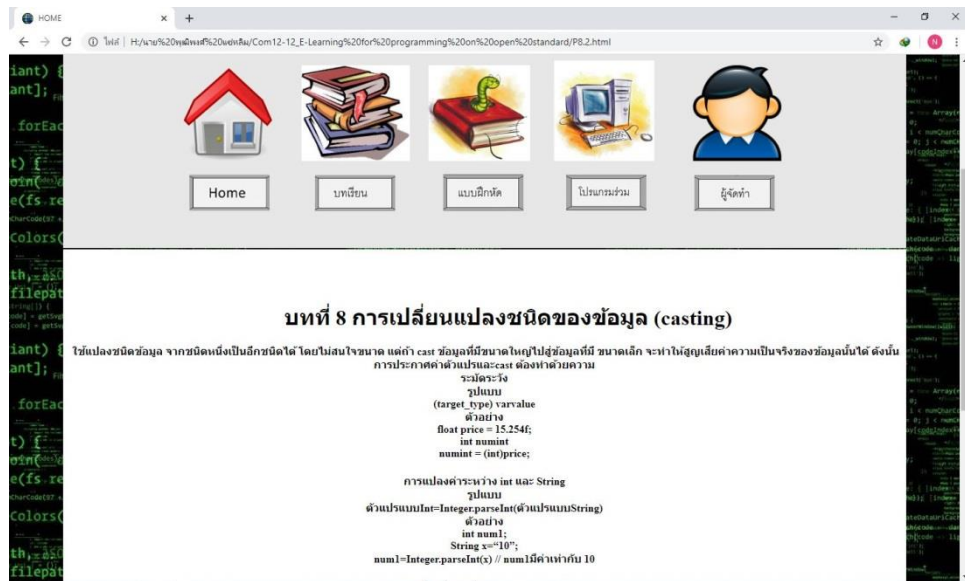 HOME
ไฟล์ | H:/นาย%20พุฒิพงศ์%20แซ่หลิม/Com12-12_E-Learning%20for%20programming%20on%20open%20standard/P8.2.html
Home
บทเรียน
แบบฝึกหัด
โปรแกรมร่วม
ผู้จัดทำ
บทที่ 8 การเปลี่ยนแปลงชนิดของข้อมูล (casting)
ใช้แปลงชนิดข้อมูล จากชนิดหนึ่งเป็นอีกชนิดได้ โดยไม่สนใจขนาด แต่ถ้า cast ข้อมูลที่มีขนาดใหญ่ไปสู่ข้อมูลที่มี ขนาดเล็ก จะทำให้สูญเสียค่าความเป็นจริงของข้อมูลนั้นได้ ดังนั้น
การประกาศค่าตัวแปรและcast ต้องทำด้วยความ
ระมัดระวัง
รูปแบบ
(target_type) varvalue
ตัวอย่าง
float price = 15.254f;
int numint
numint = (int)price;
การแปลงค่าระหว่าง int และ String
รูปแบบ
ตัวแปรแบบInt=Integer.parseInt(ตัวแปรแบบString)
ตัวอย่าง
int num1;
String x=“10”;
num1=Integer.parseInt(x) // num1มีค่าเท่ากับ 10